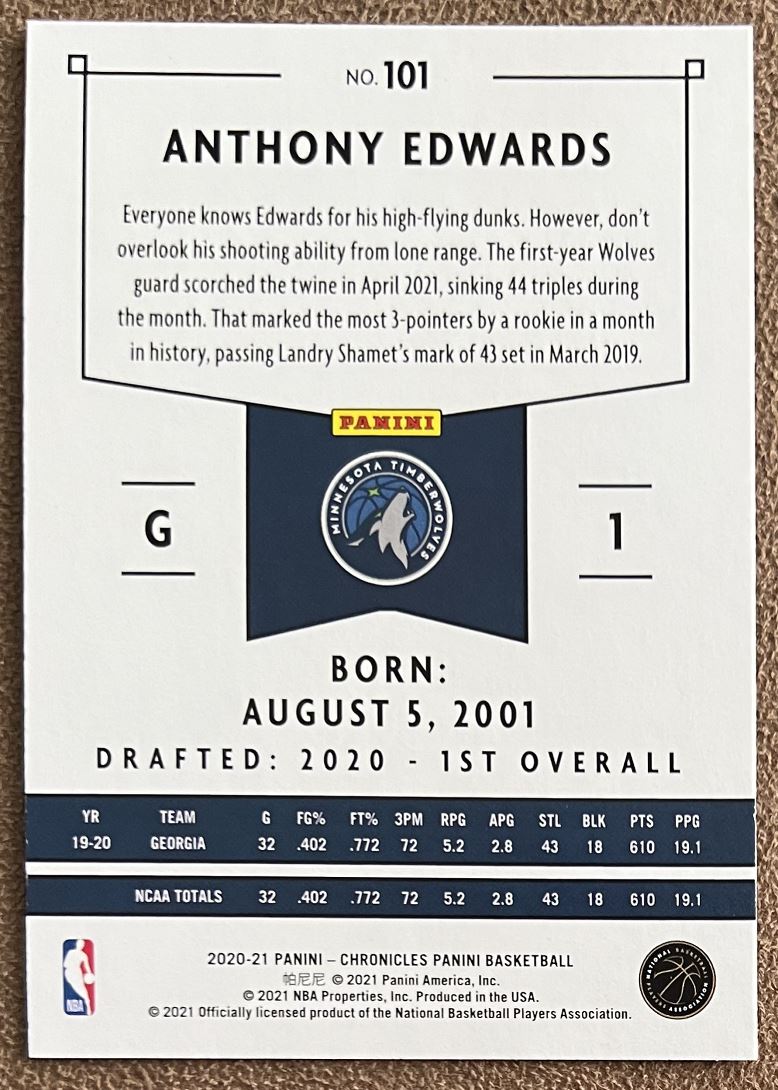 NO. 101
ANTHONY EDWARDS
Everyone knows Edwards for his high-flying dunks. However, don't
overlook his shooting ability from lone range. The first-year Wolves
guard scorched the twine in April 2021, sinking 44 triples during
the month. That marked the most 3-pointers by a rookie in a month
in history, passing Landry Shamet's mark of 43 set in March 2019.
PANINI
MINNESOTA TIMBERWOLVES
G
1
BORN:
AUGUST 5, 2001
DRAFTED: 2020 - 1ST OVERALL
YR TEAM G FG% FT% 3PM RPG APG STL BLK PTS PPG
19-20 GEORGIA 32 .402 .772 72 5.2 2.8 43 18 610 19.1
NCAA TOTALS 32 .402 .772 72 5.2 2.8 43 18 610 19.1
2020-21 PANINI – CHRONICLES PANINI BASKETBALL
帕尼尼 © 2021 Panini America, Inc.
© 2021 NBA Properties, Inc. Produced in the USA.
© 2021 Officially licensed product of the National Basketball Players Association.
NBA
NATIONAL BASKETBALL PLAYERS ASSOCIATION